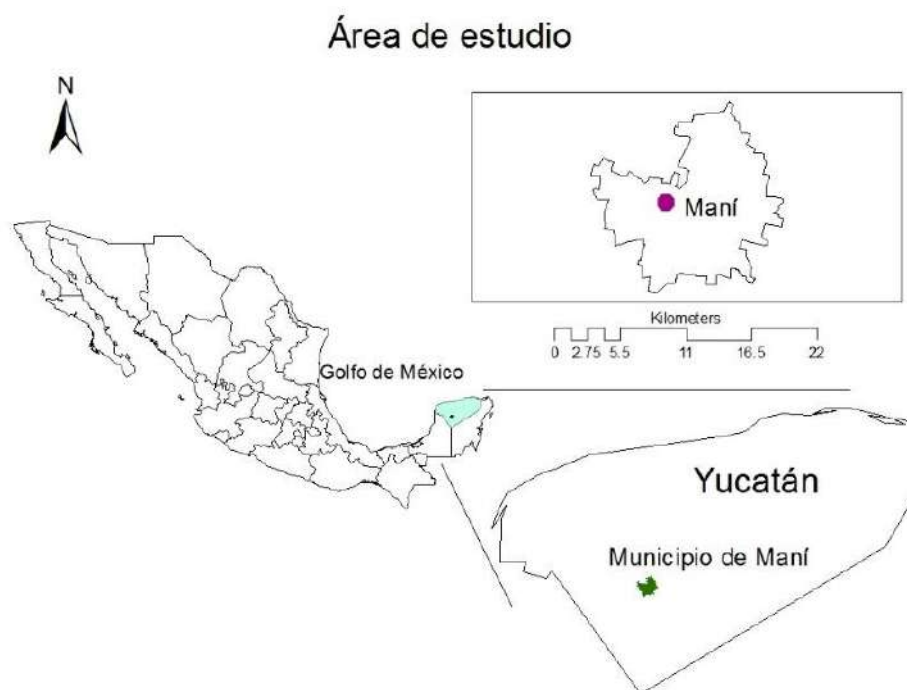 Área de estudio
N
Maní
Kilometers
0 2.75 5.5 11 16.5 22
Golfo de México
Yucatán
Municipio de Maní